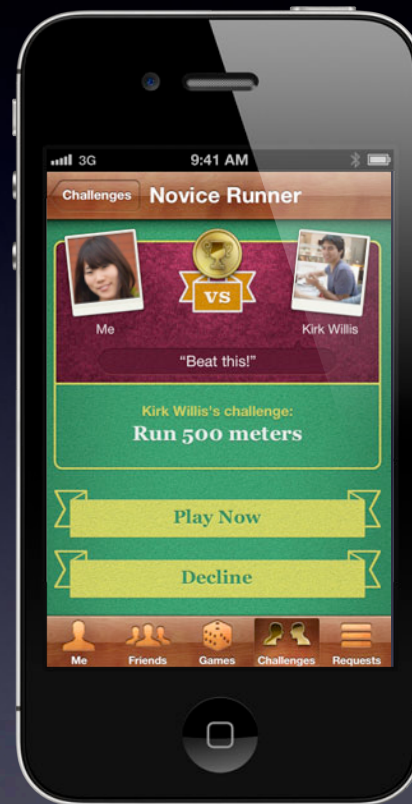 3G 9:41 AM
Challenges Novice Runner
VS
Me Kirk Willis
“Beat this!”
Kirk Willis's challenge:
Run 500 meters
Play Now
Decline
Me Friends Games Challenges Requests